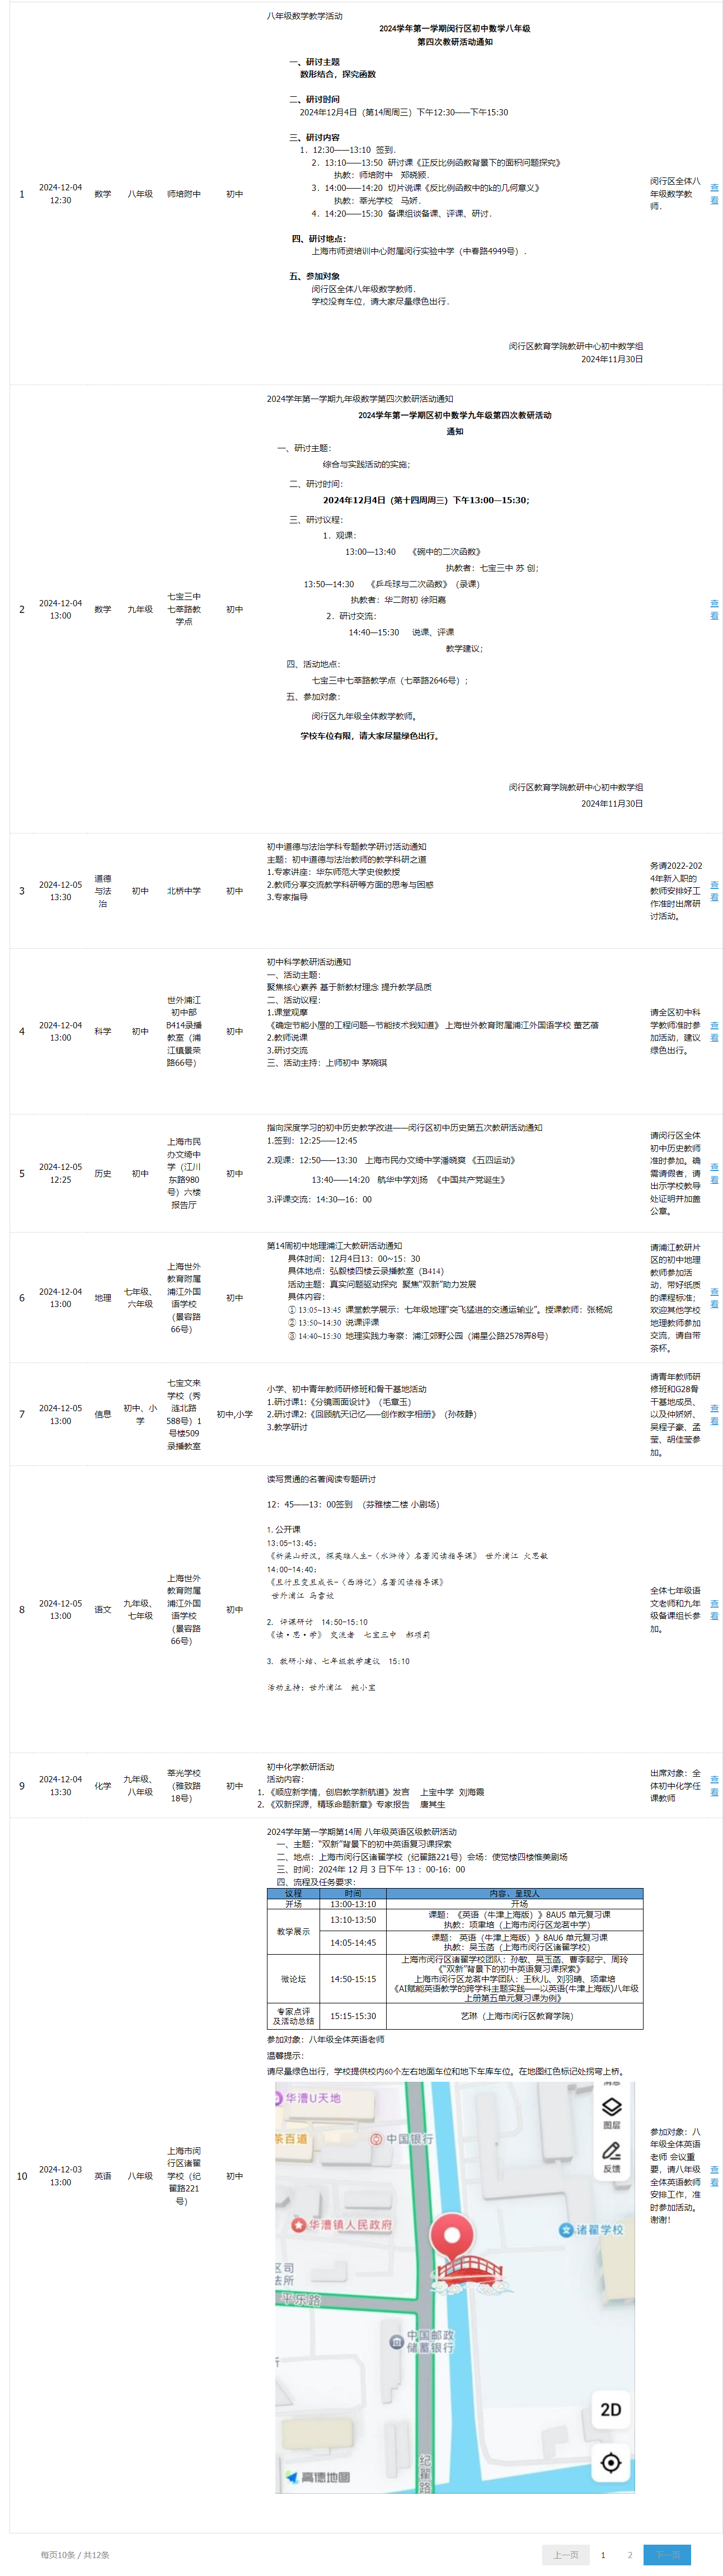 八年级数学教学活动
2024学年第一学期闵行区初中数学八年级
第四次教研活动通知
一、研讨主题
数形结合，探究函数
二、研讨时间
2024年12月4日（第14周周三）下午12:30——下午15:30
三、研讨内容
1．12:30——13:10 签到．
2．13:10——13:50 研讨课《正反比例函数背景下的面积问题探究》
执教：师培附中 郑晓颖．
3．14:00——14:20 切片说课《反比例函数中的k的几何意义》
执教：莘光学校 马娇．
4．14:20——15:30 备课组谈备课、评课、研讨．
四、研讨地点：
上海市师资培训中心附属闵行实验中学（中春路4949号）．
五、参加对象
闵行区全体八年级数学教师．
学校没有车位，请大家尽量绿色出行．
闵行区教育学院教研中心初中数学组
2024年11月30日
1
2024-12-04
12:30
数学
八年级
师培附中
初中
闵行区全体八
年级数学教
师．
查
看
2024学年第一学期九年级数学第四次教研活动通知
2024学年第一学期区初中数学九年级第四次教研活动
通知
一、研讨主题：
综合与实践活动的实施；
二、研讨时间：
2024年12月4日（第十四周周三）下午13:00—15:30；
三、研讨议程：
1．观课：
13:00—13:40 《碗中的二次函数》
执教者：七宝三中 苏 创；
13:50—14:30 《乒乓球与二次函数》（录课）
执教者：华二附初 徐阳嘉
2．研讨交流：
14:40—15:30 说课、评课
教学建议；
四、活动地点：
七宝三中七莘路教学点（七莘路2646号）；
五、参加对象：
闵行区九年级全体数学教师。
学校车位有限，请大家尽量绿色出行。
闵行区教育学院教研中心初中数学组
2024年11月30日
2
2024-12-04
13:00
数学
九年级
七宝三中
七莘路教
学点
初中
查
看
初中道德与法治学科专题教学研讨活动通知
主题：初中道德与法治教师的教学科研之道
1.专家讲座：华东师范大学史俊教授
2.教师分享交流教学科研等方面的思考与困惑
3.专家指导
3
2024-12-05
13:30
道德
与法
治
初中
北桥中学
初中
务请2022-202
4年新入职的
教师安排好工
作准时出席研
讨活动。
查
看
初中科学教研活动通知
一、活动主题：
聚焦核心素养 基于新教材理念 提升教学品质
二、活动议程：
1.课堂观摩
《确定节能小屋的工程问题—节能技术我知道》 上海世外教育附属浦江外国语学校 董艺蓓
2.教师说课
3.研讨交流
三、活动主持：上师初中 茅婉琪
4
2024-12-04
13:00
科学
初中
世外浦江
初中部
B414录播
教室（浦
江镇景荣
路66号）
初中
请全区初中科
学教师准时参
加活动，建议
绿色出行。
查
看
指向深度学习的初中历史教学改进——闵行区初中历史第五次教研活动通知
1.签到：12:25——12:45
2.观课：12:50——13:30 上海市民办文绮中学潘晓爽 《五四运动》
13:40——14:20 航华中学刘扬 《中国共产党诞生》
3.评课交流：14:30—16：00
5
2024-12-05
12:25
历史
初中
上海市民
办文绮中
学（江川
东路980
号）六楼
报告厅
初中
请闵行区全体
初中历史教师
准时参加。确
需请假者，请
出示学校教导
处证明并加盖
公章。
查
看
第14周初中地理浦江大教研活动通知
具体时间：12月4日13：00~15：30
具体地点：弘毅楼四楼云录播教室（B414）
活动主题：真实问题驱动探究 聚焦“双新”助力发展
具体内容：
① 13:05~13:45 课堂教学展示：七年级地理“突飞猛进的交通运输业”。授课教师：张杨妮
② 13:50~14:30 说课评课
③ 14:40~15:30 地理实践力考察：浦江郊野公园（浦星公路2578弄8号）
6
2024-12-04
13:00
地理
七年级、
六年级
上海世外
教育附属
浦江外国
语学校
（景容路
66号）
初中
请浦江教研片
区的初中地理
教师参加活
动，带好纸质
的课程标准；
欢迎其他学校
地理教师参加
交流，请自带
茶杯。
查
看
小学、初中青年教师研修班和骨干基地活动
1.研讨课1:《分镜画面设计》（毛章玉）
2.研讨课2:《回顾航天记忆——创作数字相册》（孙筱静）
3.教学研讨
7
2024-12-05
13:00
信息
初中、小
学
七宝文来
学校（秀
涟北路
588号）1
号楼509
录播教室
初中,小学
请青年教师研
修班和G28骨
干基地成员、
以及仲娇娇、
吴程子豪、孟
莹、胡佳莹参
加。
查
看
读写贯通的名著阅读专题研讨
12：45——13：00签到 （芬雅楼二楼 小剧场）
1.公开课
13:05-13:45：
《析梁山好汉，探英雄人生-〈水浒传〉名著阅读指导课》 世外浦江 火思敏
14:00-14:40：
《且行且变且成长-〈西游记〉名著阅读指导课》
世外浦江 马雪姣
2. 评课研讨 14:50-15:10
《读·思·学》 交流者 七宝三中 郝项莉
3. 教研小结、七年级教学建议 15:10
活动主持：世外浦江 鲍小宝
8
2024-12-05
13:00
语文
九年级、
七年级
上海世外
教育附属
浦江外国
语学校
（景容路
66号）
初中
全体七年级语
文老师和九年
级备课组长参
加。
查
看
初中化学教研活动
活动内容：
1.《顺应新学情，创启教学新航道》发言 上宝中学 刘海霞
2.《双新探源，精琢命题新章》专家报告 唐其生
9
2024-12-04
13:30
化学
九年级、
八年级
莘光学校
（雅致路
18号）
初中
出席对象：全
体初中化学任
课教师
查
看
2024学年第一学期第14周 八年级英语区级教研活动
一、主题：“双新”背景下的初中英语复习课探索
二、地点：上海市闵行区诸翟学校（纪翟路221号）会场：使觉楼四楼惟美剧场
三、时间：2024年 12 月 3 日下午 13 ：00-16：00
四、流程及任务要求：
议程 时间 内容、呈现人
开场 13:00-13:10 开场
教学展示
13:10-13:50
课题：《英语（牛津上海版）》8AU5 单元复习课
执教：项聿培（上海市闵行区龙茗中学）
14:05-14:45
课题： 英语（牛津上海版）》8AU6 单元复习课
执教：吴玉菡（上海市闵行区诸翟学校）
微论坛
14:50-15:15
上海市闵行区诸翟学校团队：孙敏、吴玉菡、曹李懿宁、周玲
《“双新”背景下的初中英语复习课探索》
上海市闵行区龙茗中学团队：王秋儿、刘羽晴、项聿培
《AI赋能英语教学的跨学科主题实践——以英语(牛津上海版)八年级
上册第五单元复习课为例》
专家点评
及活动总结
15:15-15:30
艺琳（上海市闵行区教育学院）
参加对象：八年级全体英语老师
温馨提示：
请尽量绿色出行，学校提供校内60个左右地面车位和地下车库车位。在地图红色标记处拐弯上桥。
华漕U天地
茶百道
中国银行
图层
反馈
华漕镇人民政府
诸翟学校
区司
法所
平乐路
中国邮政
储蓄银行
2D
纪翟路
高德地图
10
2024-12-03
13:00
英语
八年级
上海市闵
行区诸翟
学校（纪
翟路221
号）
初中
参加对象：八
年级全体英语
老师 会议重
要，请八年级
全体英语教师
安排工作，准
时参加活动。
谢谢！
查
看
每页10条 / 共12条
上一页
1
2
下一页